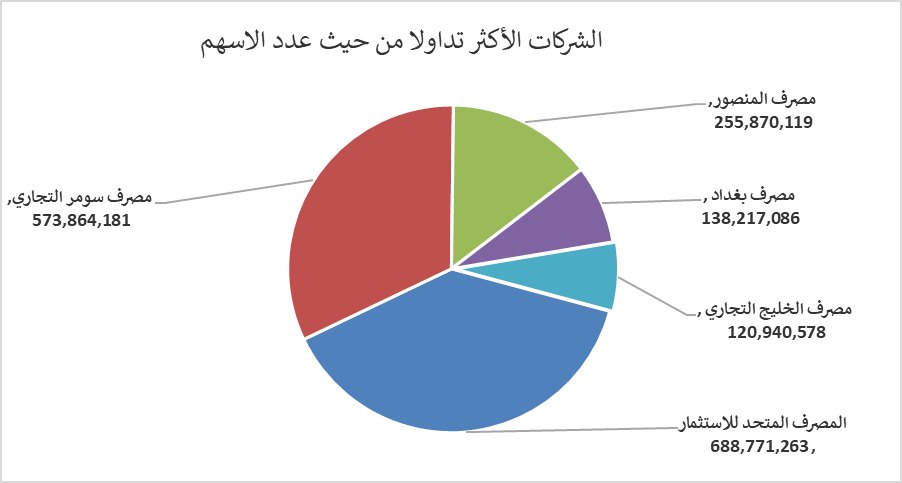 الشركات الأكثر تداولا من حيث عدد الاسهم
مصرف المنصور,
255,870,119
مصرف بغداد ,
138,217,086
مصرف سومر التجاري,
573,864,181
مصرف الخليج التجاري ,
120,940,578
المصرف المتحد للاستثمار
688,771,263 ,